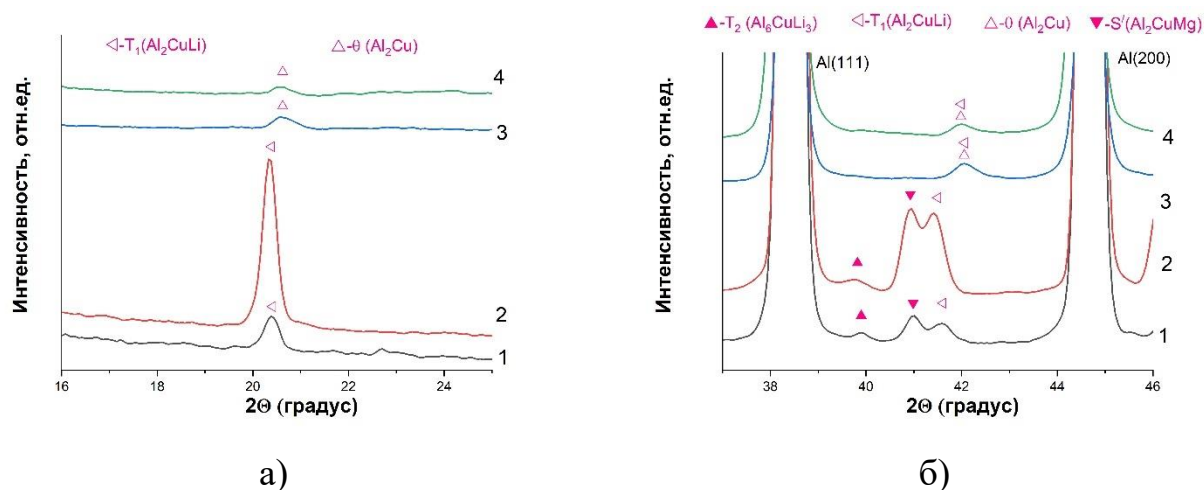 ◁-T₁(Al₂CuLi) △-θ (Al₂Cu)
4
3
2
1
Интенсивность, отн.ед.
16 18 20 22 24
2Θ (градус)
а)
▲-T₂ (Al₆CuLi₃) ◁-T₁(Al₂CuLi) △-θ (Al₂Cu) ▼-S′(Al₂CuMg)
Al(111) Al(200)
4
3
2
1
Интенсивность, отн.ед.
38 40 42 44 46
2Θ (градус)
б)